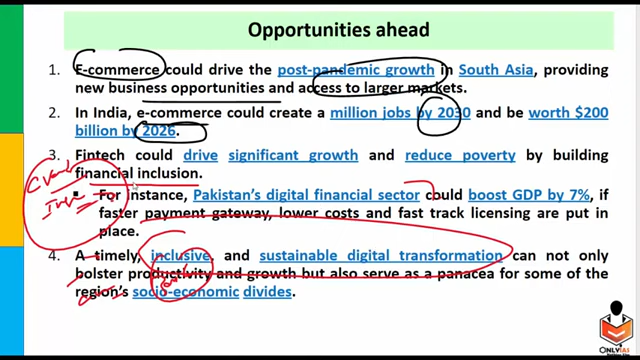 Opportunities ahead
1. E-commerce could drive the post-pandemic growth in South Asia, providing
new business opportunities and access to larger markets.
2. In India, e-commerce could create a million jobs by 2030 and be worth $200
billion by 2026.
3. Fintech could drive significant growth and reduce poverty by building
financial inclusion.
For instance, Pakistan's digital financial sector could boost GDP by 7%, if
faster payment gateway, lower costs and fast track licensing are put in
place.
4. A timely, inclusive, and sustainable digital transformation can not only
bolster productivity and growth but also serve as a panacea for some of the
region's socio-economic divides.
ONLYIAS